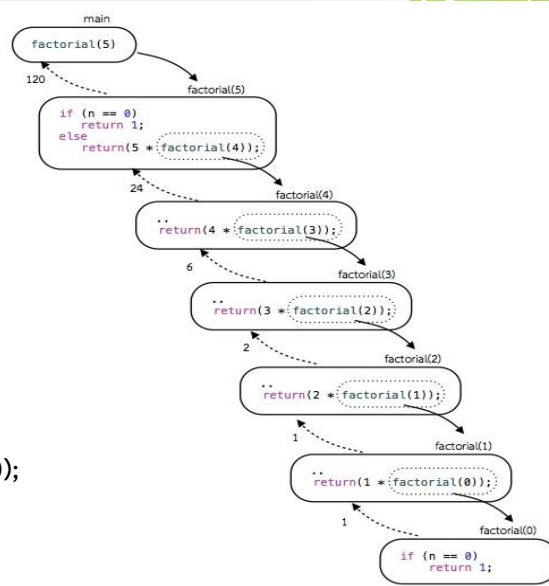 main
factorial(5)
120
factorial(5)
if (n == 0)
return 1;
else
return(5 * factorial(4));
24
factorial(4)
..
return(4 * factorial(3));
6
factorial(3)
..
return(3 * factorial(2));
2
factorial(2)
..
return(2 * factorial(1));
1
factorial(1)
);
..
return(1 * factorial(0));
1
factorial(0)
if (n == 0)
return 1;